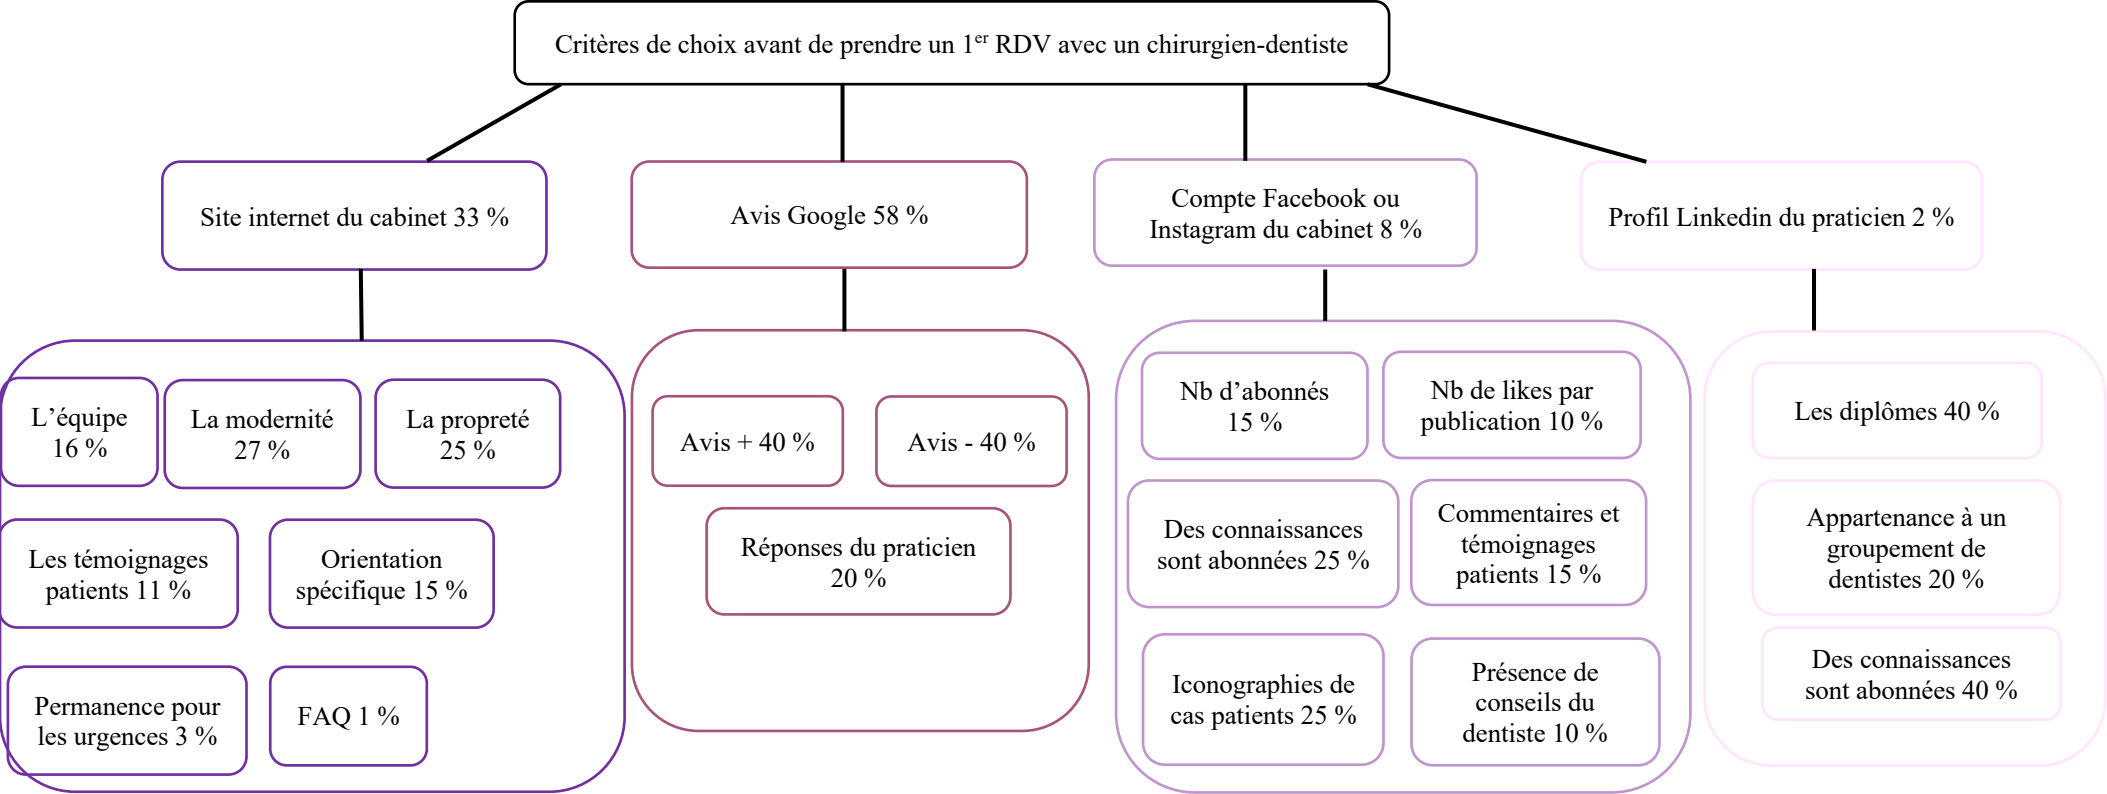 Critères de choix avant de prendre un 1er RDV avec un chirurgien-dentiste
Site internet du cabinet 33 %
Avis Google 58 %
Compte Facebook ou
Instagram du cabinet 8 %
Profil Linkedin du praticien 2 %
L’équipe
16 %
La modernité
27 %
La propreté
25 %
Les témoignages
patients 11 %
Orientation
spécifique 15 %
Permanence pour
les urgences 3 %
FAQ 1 %
Avis + 40 %
Avis - 40 %
Réponses du praticien
20 %
Nb d’abonnés
15 %
Nb de likes par
publication 10 %
Des connaissances
sont abonnées 25 %
Commentaires et
témoignages
patients 15 %
Iconographies de
cas patients 25 %
Présence de
conseils du
dentiste 10 %
Les diplômes 40 %
Appartenance à un
groupement de
dentistes 20 %
Des connaissances
sont abonnées 40 %